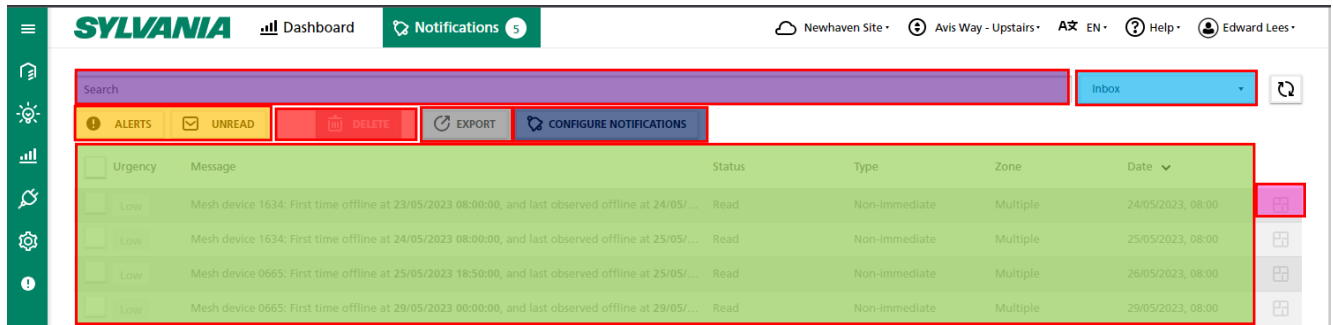 SYLVANIA Dashboard Notifications 5 Newhaven Site Avis Way - Upstairs EN Help Edward Lees
Search Inbox
ALERTS UNREAD DELETE EXPORT CONFIGURE NOTIFICATIONS
Urgency Message Status Type Zone Date
Low Mesh device 1634: First time offline at 23/05/2023 08:00:00, and last observed offline at 24/05/... Read Non-immediate Multiple 24/05/2023, 08:00
Low Mesh device 1634: First time offline at 24/05/2023 08:00:00, and last observed offline at 25/05/... Read Non-immediate Multiple 25/05/2023, 08:00
Low Mesh device 0665: First time offline at 25/05/2023 18:50:00, and last observed offline at 25/05/... Read Non-immediate Multiple 26/05/2023, 08:00
Low Mesh device 0665: First time offline at 29/05/2023 00:00:00, and last observed offline at 29/05/... Read Non-immediate Multiple 29/05/2023, 08:00